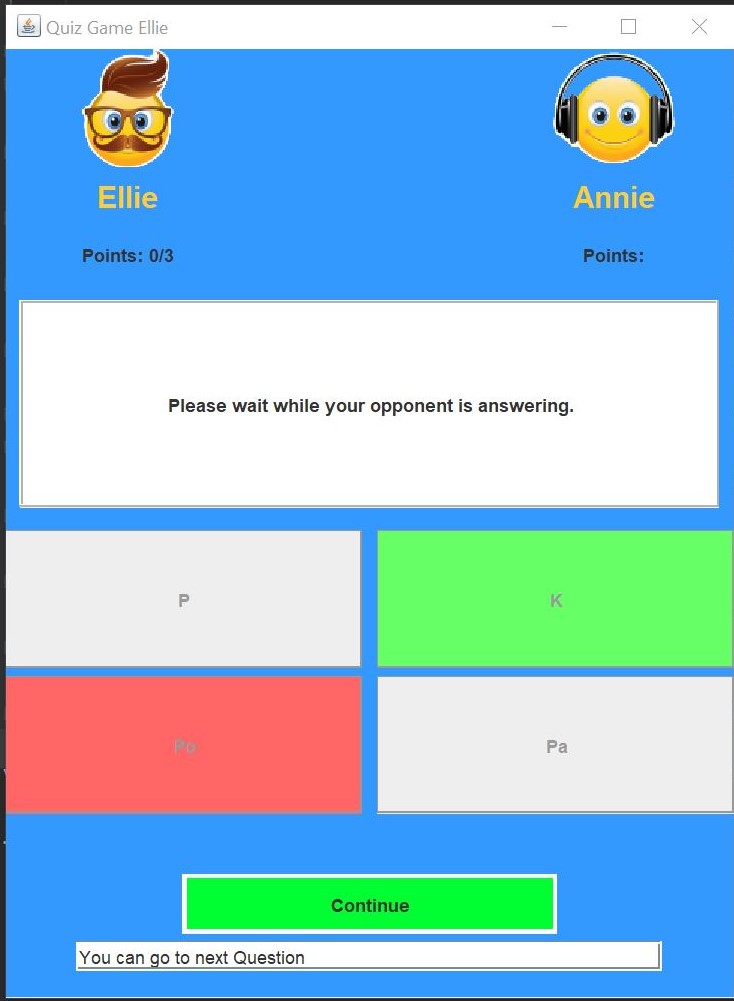 Quiz Game Ellie
Ellie
Annie
Points: 0/3
Points:
Please wait while your opponent is answering.
P
K
Po
Pa
Continue
You can go to next Question